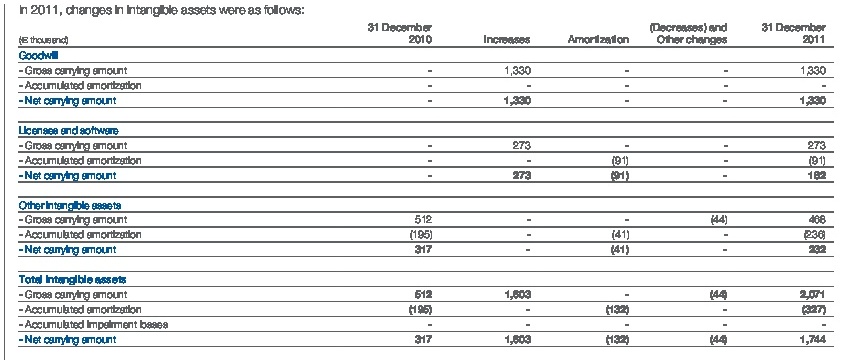 In 2011, changes in intangible assets were as follows:
(€ thousand) 31 December 2010 Increases Amortization (Decreases) and Other changes 31 December 2011
Goodwill
- Gross carrying amount - 1,330 - - 1,330
- Accumulated amortization - - - - -
- Net carrying amount - 1,330 - - 1,330
Licenses and software
- Gross carrying amount - 273 - - 273
- Accumulated amortization - - (91) - (91)
- Net carrying amount - 273 (91) - 182
Other intangible assets
- Gross carrying amount 512 - - (44) 468
- Accumulated amortization (195) - (41) - (236)
- Net carrying amount 317 - (41) - 232
Total intangible assets
- Gross carrying amount 512 1,603 - (44) 2,071
- Accumulated amortization (195) - (132) - (327)
- Accumulated impairment losses - - - - -
- Net carrying amount 317 1,603 (132) (44) 1,744